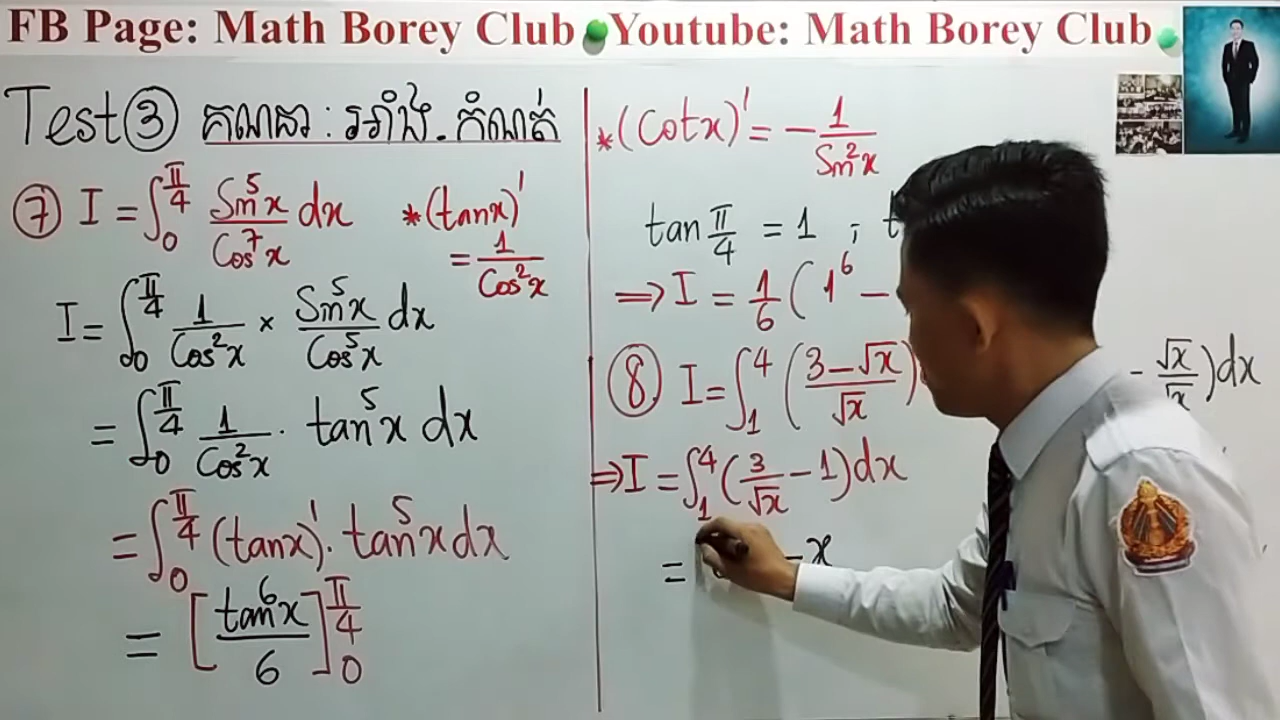 FB Page: Math Borey Club Youtube: Math Borey Club
Test ③ គណនា : អាំងតេ . កំណត់
⑦ I = ∫₀^(π/4) Sin⁵x/Cos⁷x dx *(tanx)' = 1/Cos²x
I = ∫₀^(π/4) 1/Cos²x × Sin⁵x/Cos⁵x dx
= ∫₀^(π/4) 1/Cos²x · tan⁵x dx
= ∫₀^(π/4) (tanx)' · tan⁵x dx
= [tan⁶x/6]₀^(π/4)
*(Cotx)' = - 1/Sin²x
tan π/4 = 1 ; t
⇒ I = 1/6 (1⁶ -
⑧ I = ∫₁⁴ ((3-√x)/√x) - √x/√x) dx
⇒ I = ∫₁⁴ (3/√x - 1) dx
= - x